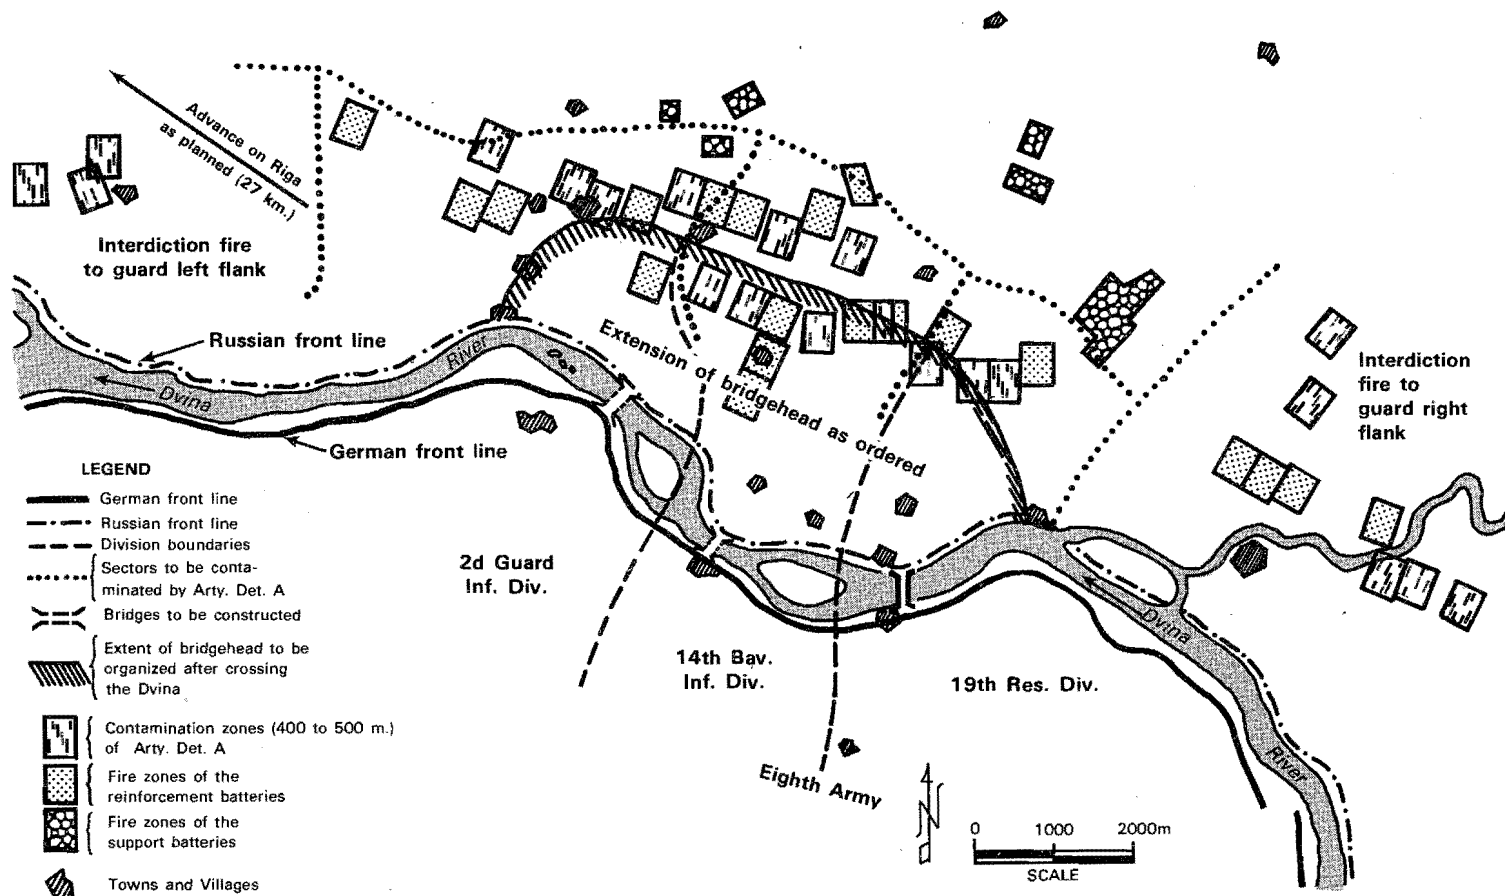 Advance on Riga
as planned (27 km.)
Interdiction fire
to guard left flank
Russian front line
River
Dvina
German front line
Extension of bridgehead as ordered
Interdiction
fire to
guard right
flank
LEGEND
German front line
Russian front line
Division boundaries
Sectors to be conta-
minated by Arty. Det. A
Bridges to be constructed
Extent of bridgehead to be
organized after crossing
the Dvina
Contamination zones (400 to 500 m.)
of Arty. Det. A
Fire zones of the
reinforcement batteries
Fire zones of the
support batteries
Towns and Villages
2d Guard
Inf. Div.
14th Bav.
Inf. Div.
19th Res. Div.
Dvina
River
Eighth Army
0 1000 2000m
SCALE